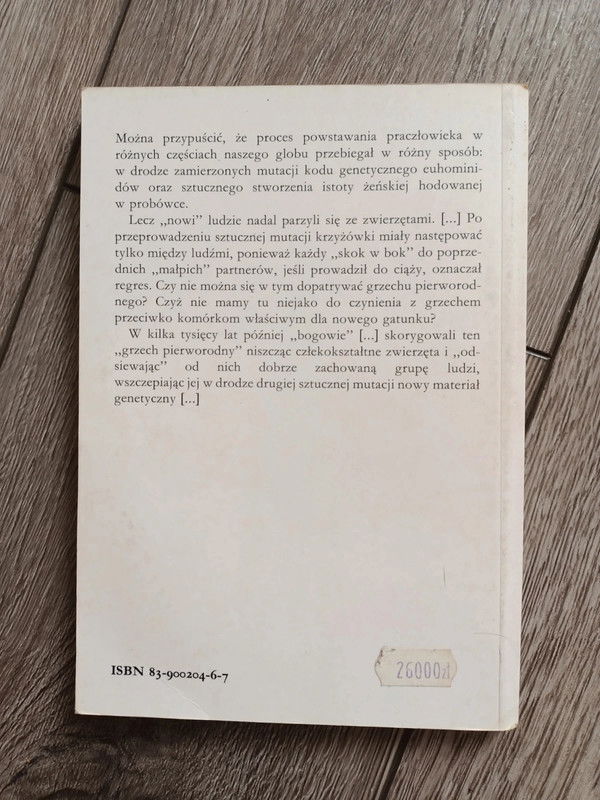 Można przypuścić, że proces powstawania praczłowieka w
różnych częściach naszego globu przebiegał w różny sposób:
w drodze zamierzonych mutacji kodu genetycznego euhomini-
dów oraz sztucznego stworzenia istoty żeńskiej hodowanej
w probówce.
Lecz „nowi” ludzie nadal parzyli się ze zwierzętami. [...] Po
przeprowadzeniu sztucznej mutacji krzyżówki miały następować
tylko między ludźmi, ponieważ każdy „skok w bok” do poprze-
dnich „małpich” partnerów, jeśli prowadził do ciąży, oznaczał
regres. Czy nie można się w tym dopatrywać grzechu pierworod-
nego? Czyż nie mamy tu niejako do czynienia z grzechem
przeciwko komórkom właściwym dla nowego gatunku?
W kilka tysięcy lat później „bogowie” [...] skorygowali ten
„grzech pierworodny” niszcząc człekokształtne zwierzęta i „od-
siewając” od nich dobrze zachowaną grupę ludzi,
wszczepiając jej w drodze drugiej sztucznej mutacji nowy materiał
genetyczny [...]
ISBN 83-900204-6-7
26000zł